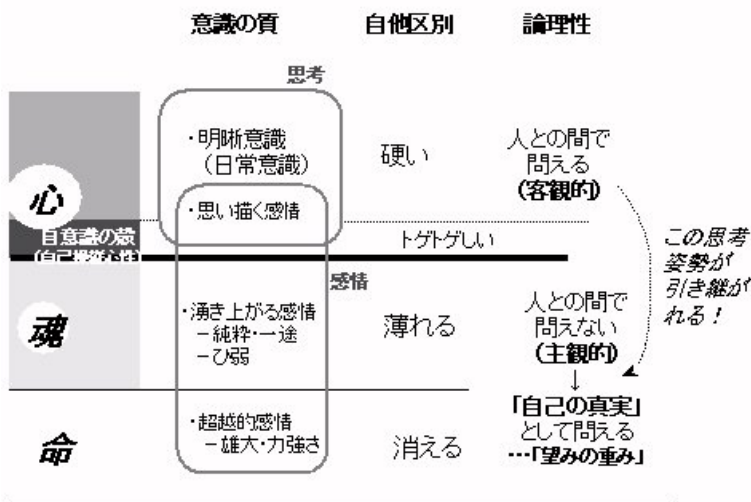 意識の質 自他区別 論理性
思考
・明晰意識
（日常意識）
硬い
人との間で
問える
(客観的)
心
・思い描く感情
自意識の殻
トゲトゲしい
この思考
姿勢が
引き継が
れる！
感情
魂
・湧き上がる感情
－純粋・一途
－ひ弱
薄れる
人との間で
問えない
(主観的)
↓
「自己の真実」
として問える
…「望みの重み」
命
・超越的感情
－雄大・力強さ
消える